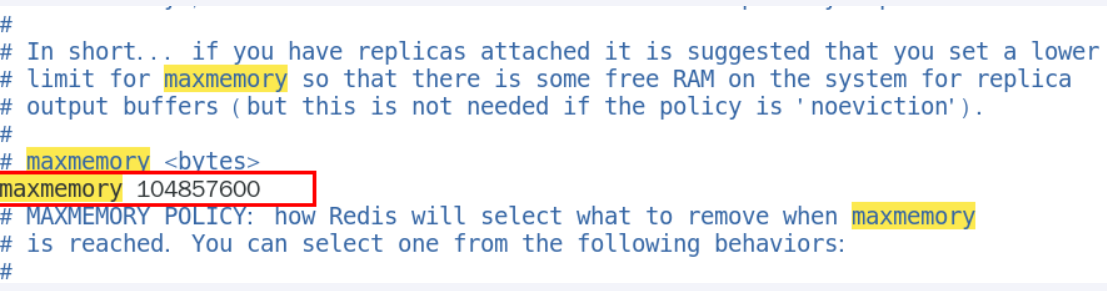 #
# In short... if you have replicas attached it is suggested that you set a lower
# limit for maxmemory so that there is some free RAM on the system for replica
# output buffers (but this is not needed if the policy is 'noeviction').
#
# maxmemory <bytes>
maxmemory 104857600
# MAXMEMORY POLICY: how Redis will select what to remove when maxmemory
# is reached. You can select one from the following behaviors:
#